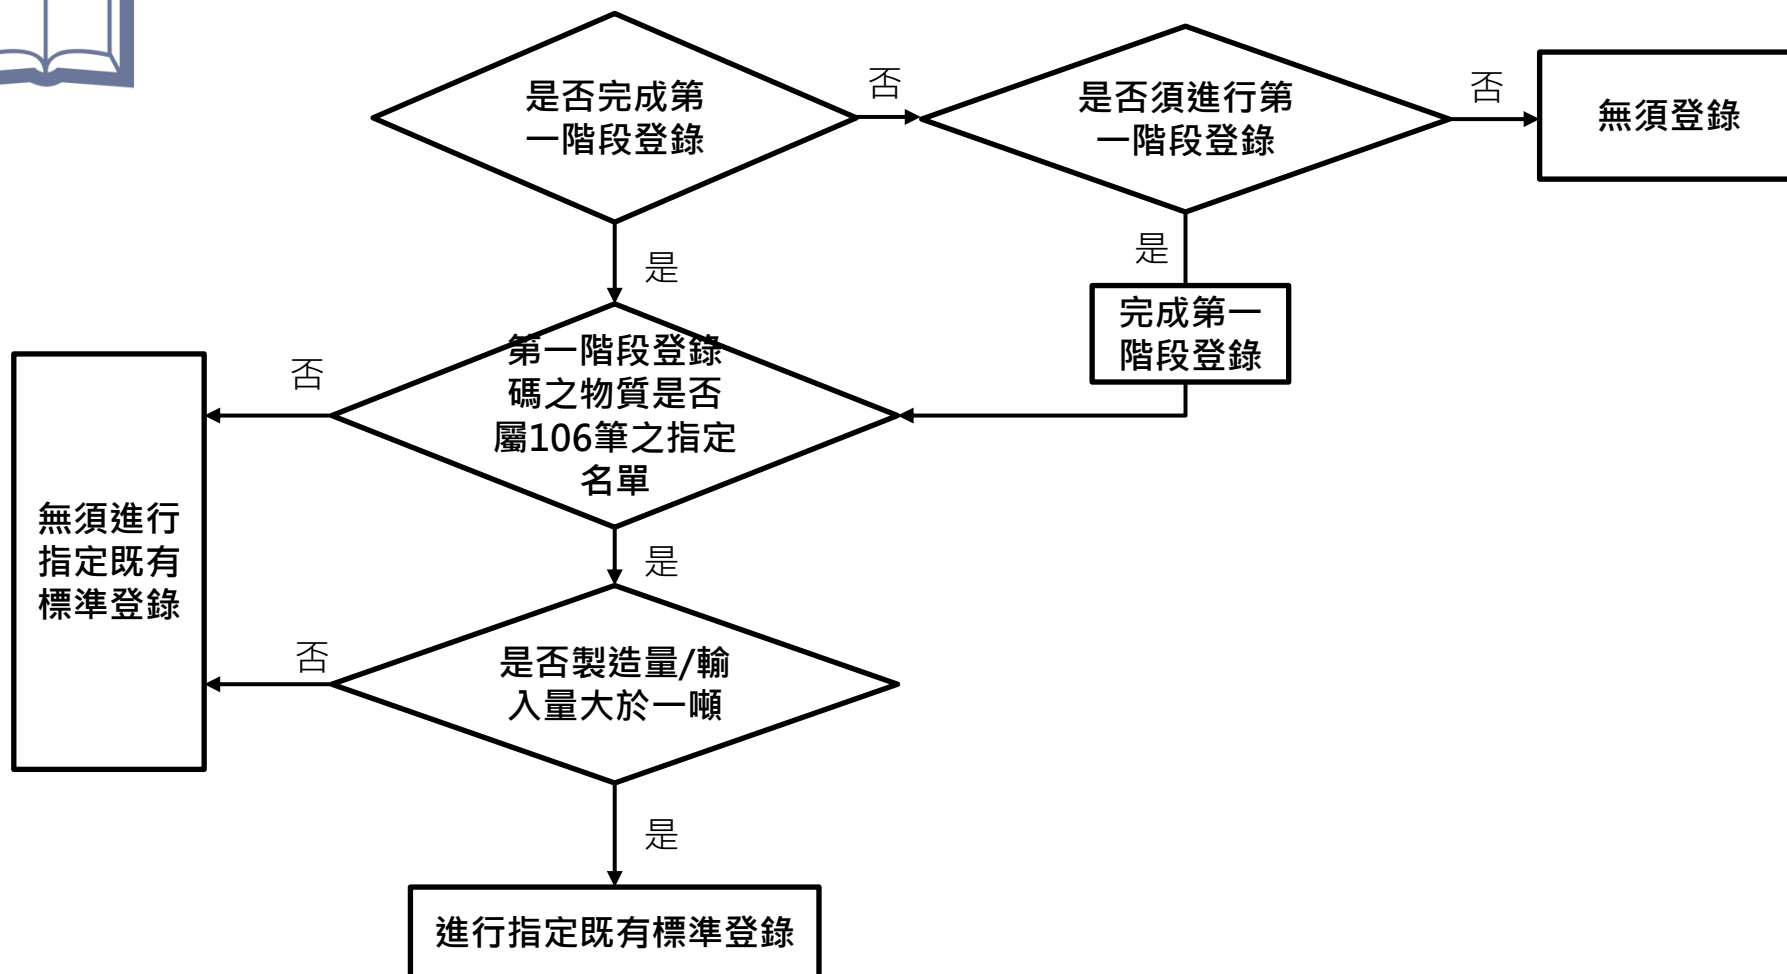 是否完成第
一階段登錄
否
是否須進行第
一階段登錄
否
無須登錄
是
是
完成第一
階段登錄
第一階段登錄
碼之物質是否
屬106筆之指定
名單
否
無須進行
指定既有
標準登錄
是
是否製造量/輸
入量大於一噸
否
是
進行指定既有標準登錄